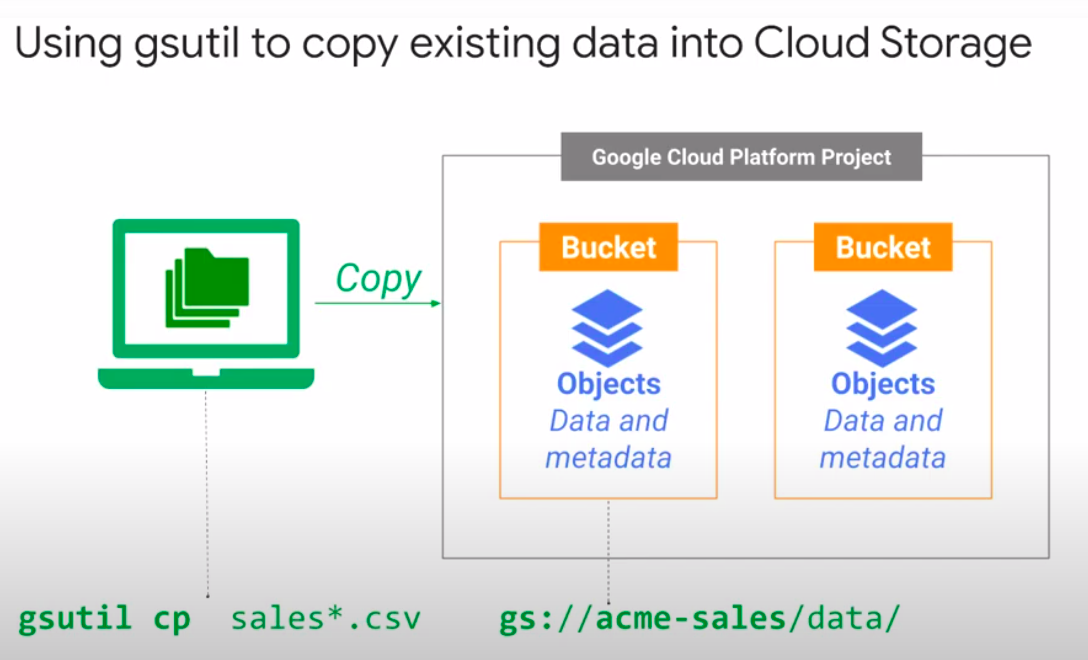 Using gsutil to copy existing data into Cloud Storage
Google Cloud Platform Project
Copy
Bucket
Objects
Data and
metadata
Bucket
Objects
Data and
metadata
gsutil cp sales*.csv gs://acme-sales/data/